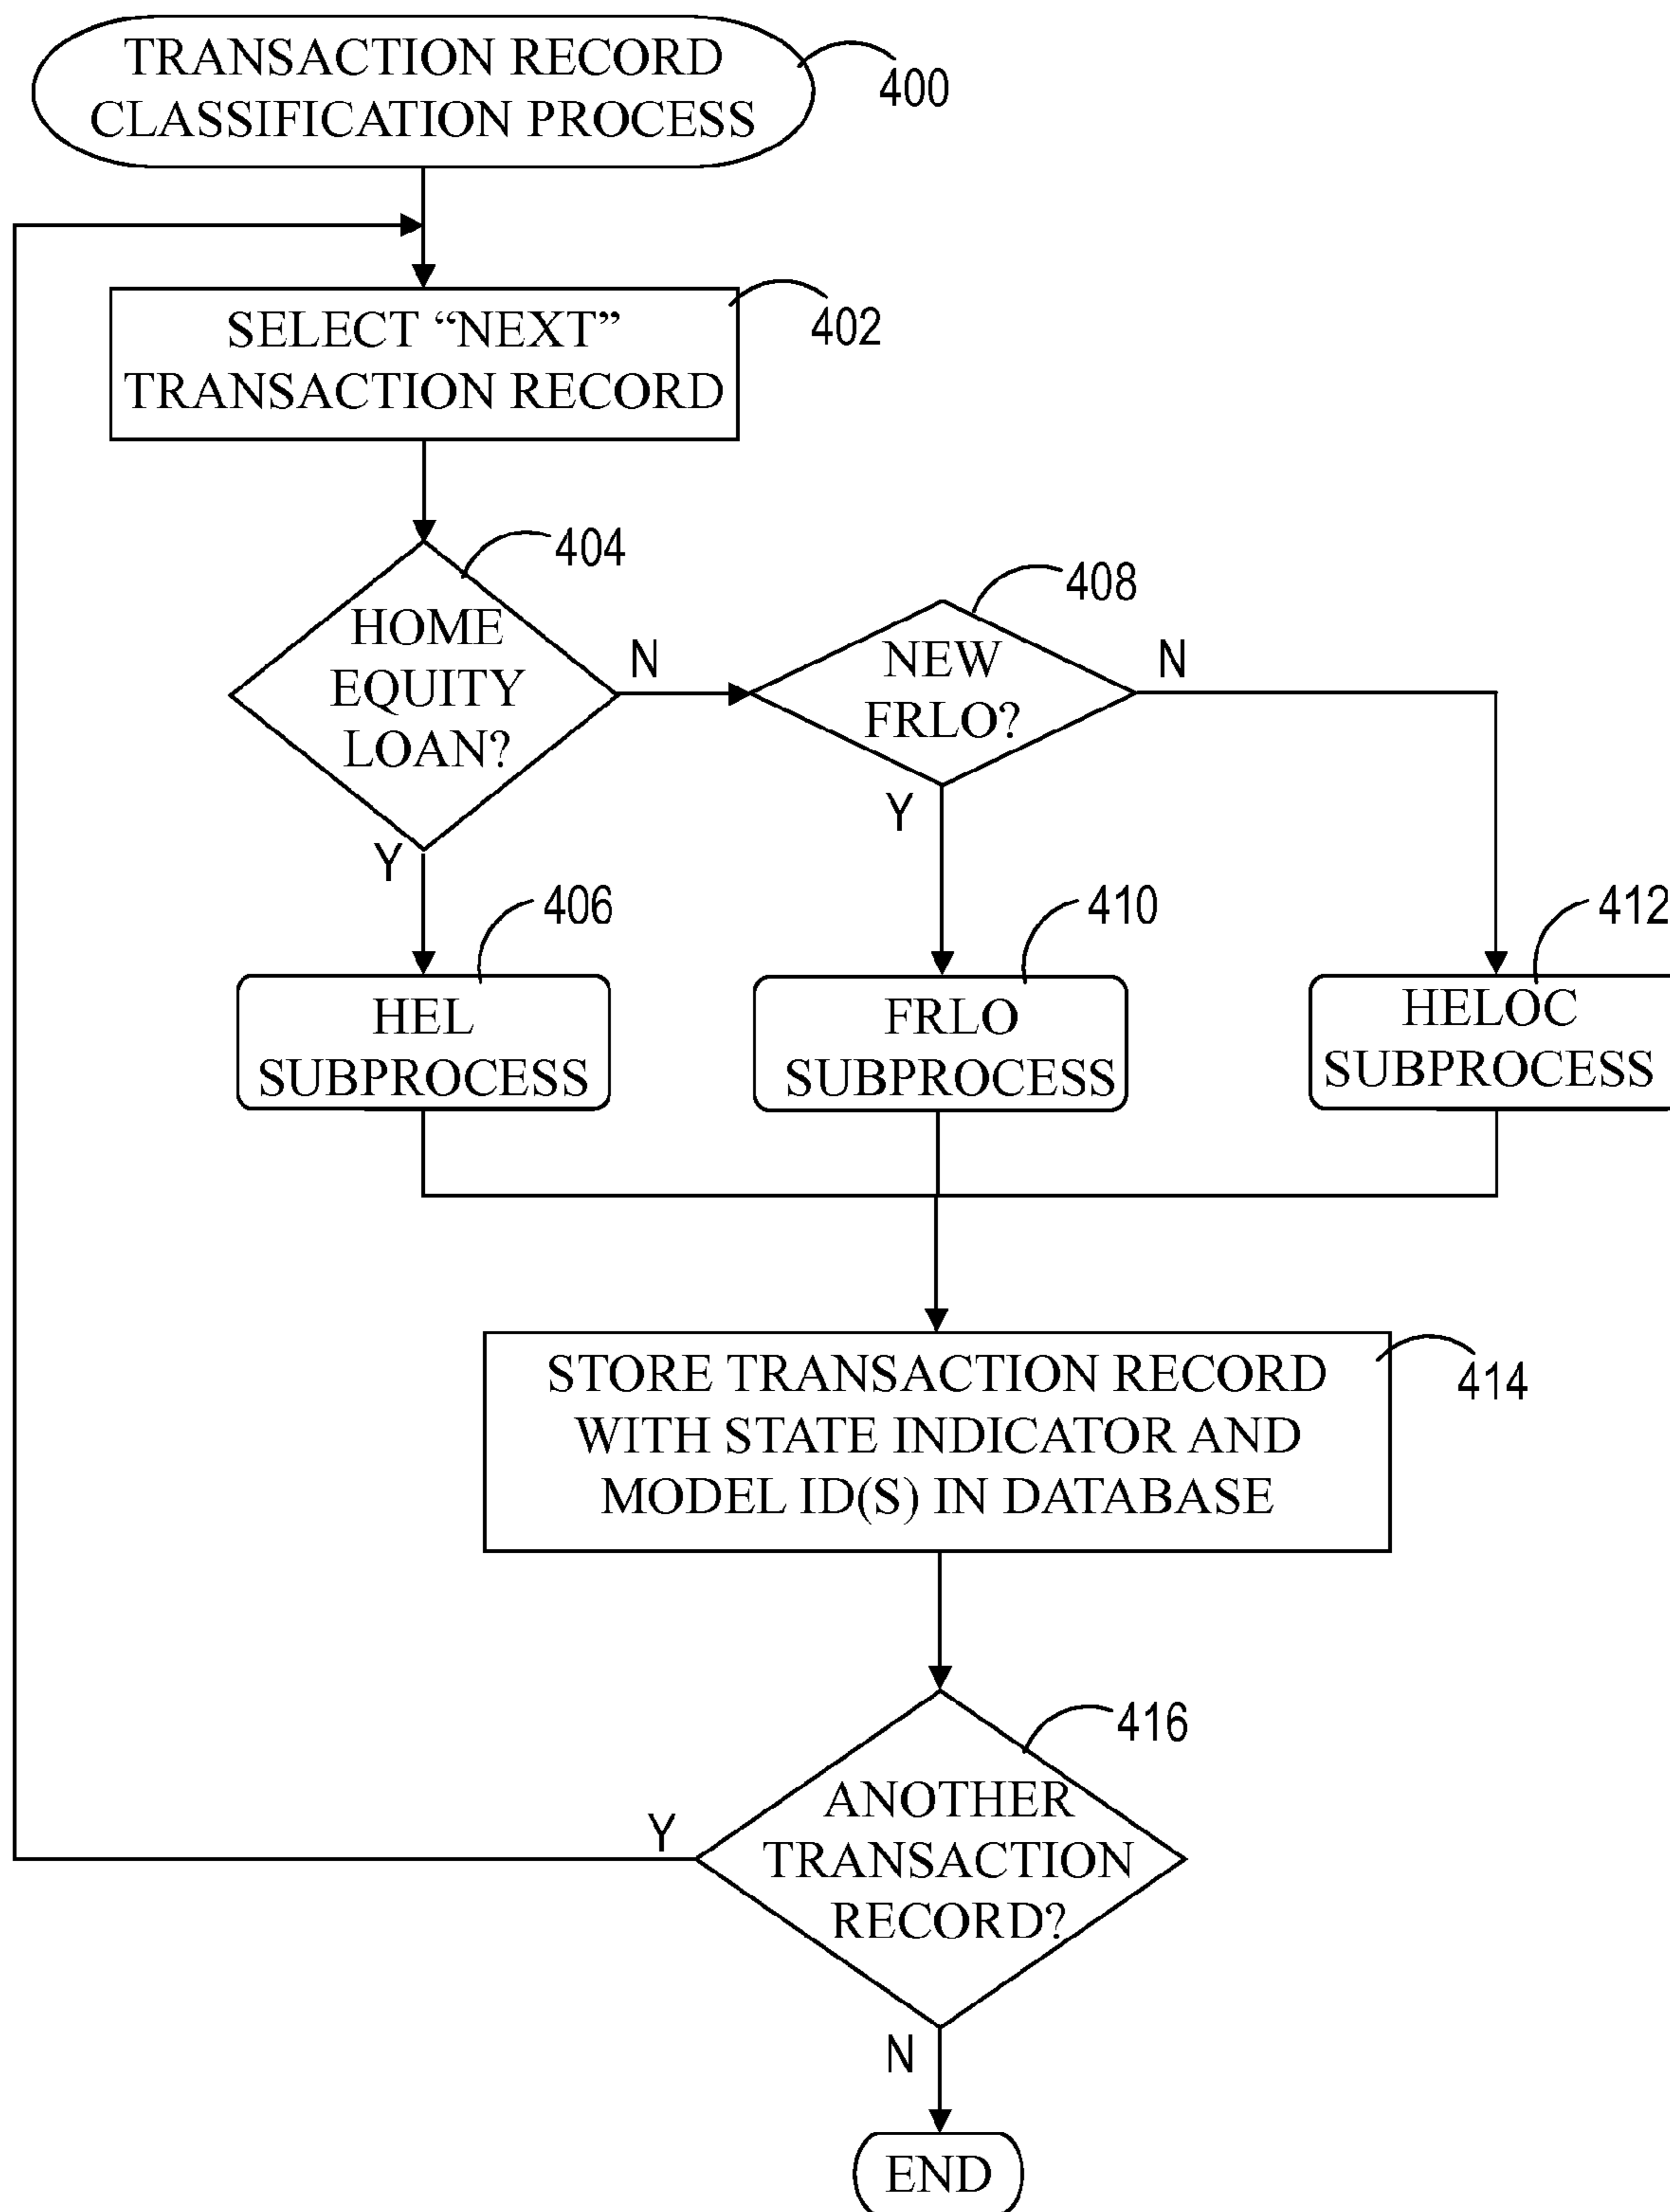 TRANSACTION RECORD
CLASSIFICATION PROCESS
400
SELECT “NEXT”
TRANSACTION RECORD
402
404
HOME
EQUITY
LOAN?
N
Y
408
NEW
FRLO?
N
Y
406
HEL
SUBPROCESS
410
FRLO
SUBPROCESS
412
HELOC
SUBPROCESS
STORE TRANSACTION RECORD
WITH STATE INDICATOR AND
MODEL ID(S) IN DATABASE
414
416
ANOTHER
TRANSACTION
RECORD?
Y
N
END